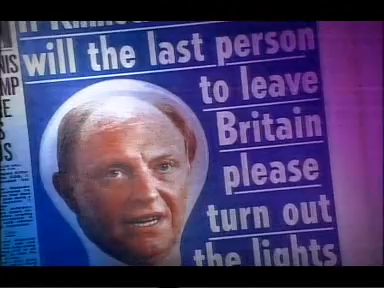 will the last person
to leave
Britain
please
turn out
the lights